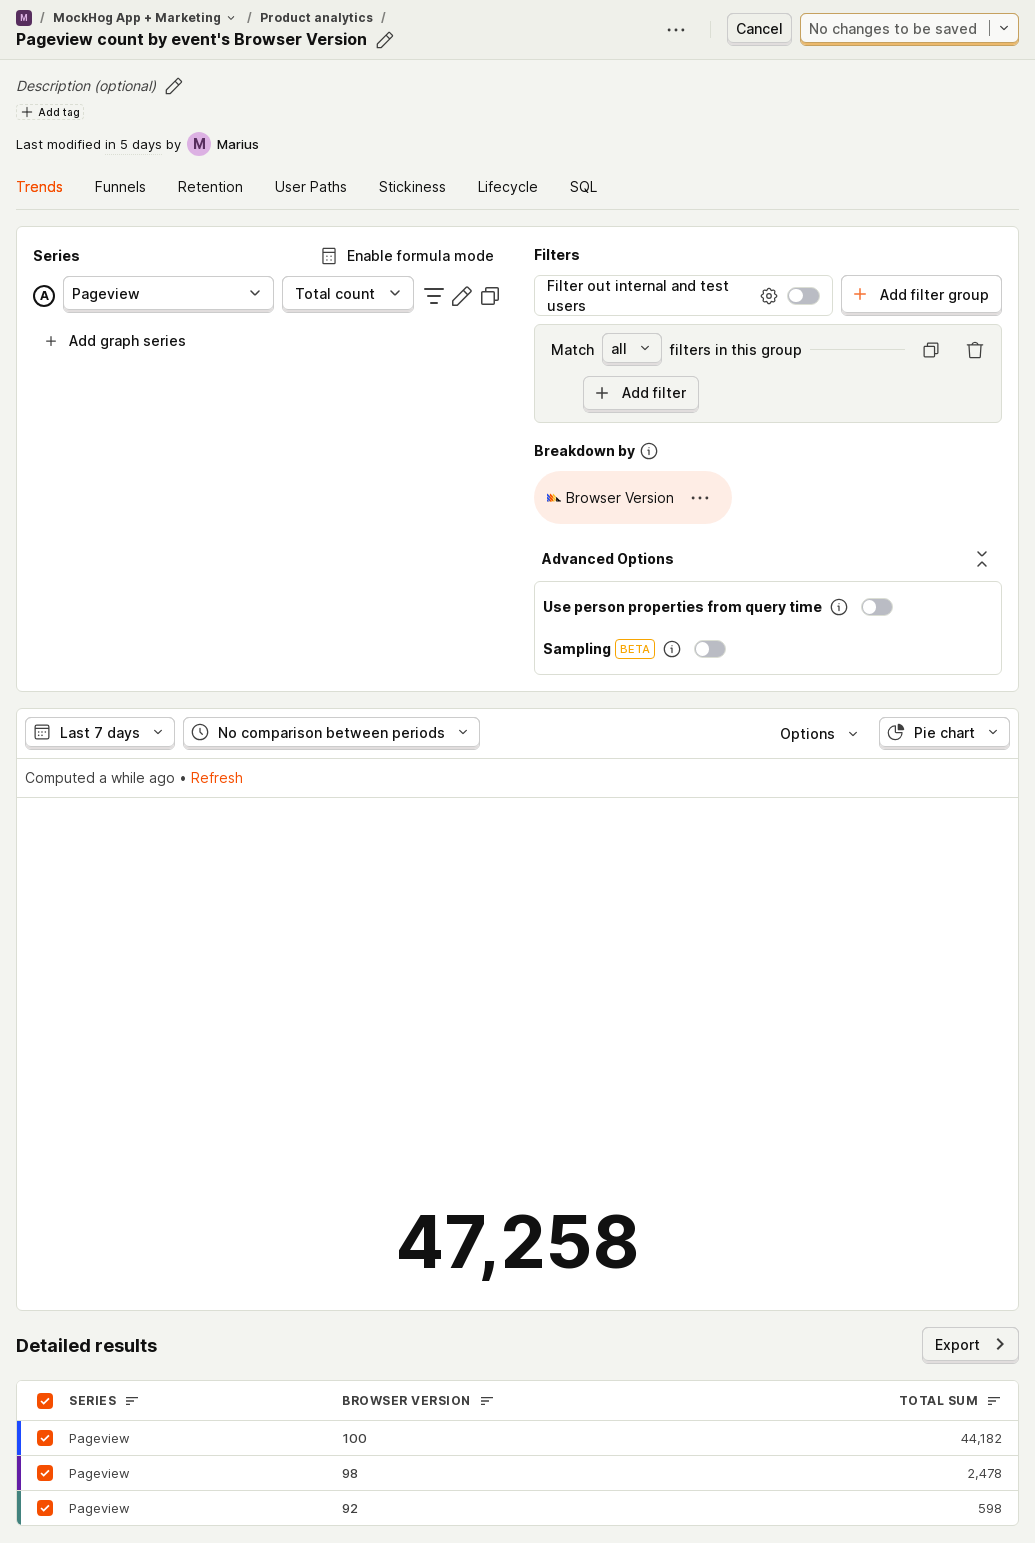 M / MockHog App + Marketing / Product analytics /
Pageview count by event's Browser Version
Cancel
No changes to be saved
Description (optional)
Add tag
Last modified in 5 days by M Marius
Trends Funnels Retention User Paths Stickiness Lifecycle SQL
Series
Enable formula mode
A Pageview Total count
Add graph series
Filters
Filter out internal and test
users
Add filter group
Match all filters in this group
Add filter
Breakdown by
Browser Version
Advanced Options
Use person properties from query time
Sampling BETA
Last 7 days No comparison between periods Options Pie chart
Computed a while ago • Refresh
47,258
Detailed results
Export
SERIES BROWSER VERSION TOTAL SUM
Pageview 100 44,182
Pageview 98 2,478
Pageview 92 598